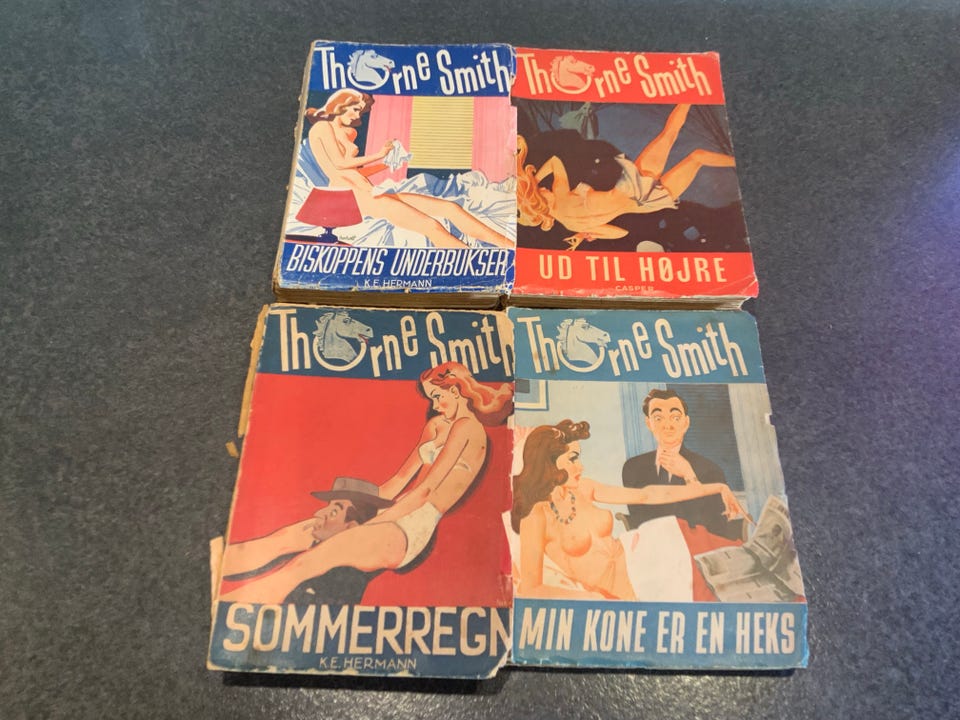 Thorne Smith
BISKOPPENS UNDERBUKSER
K.E. HERMANN
Thorne Smith
UD TIL HØJRE
CASPER
Thorne Smith
SOMMERREGN
K.E. HERMANN
Thorne Smith
MIN KONE ER EN HEKS